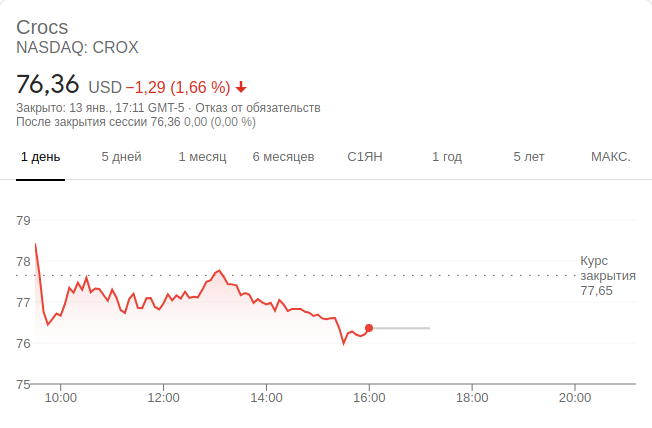 Crocs
NASDAQ: CROX
76,36 USD −1,29 (1,66 %)
Закрыто: 13 янв., 17:11 GMT-5 · Отказ от обязательств
После закрытия сессии 76,36 0,00 (0,00 %)
1 день 5 дней 1 месяц 6 месяцев С1ЯН 1 год 5 лет МАКС.
79
78
77
76
75
Курс
закрытия
77,65
10:00 12:00 14:00 16:00 18:00 20:00